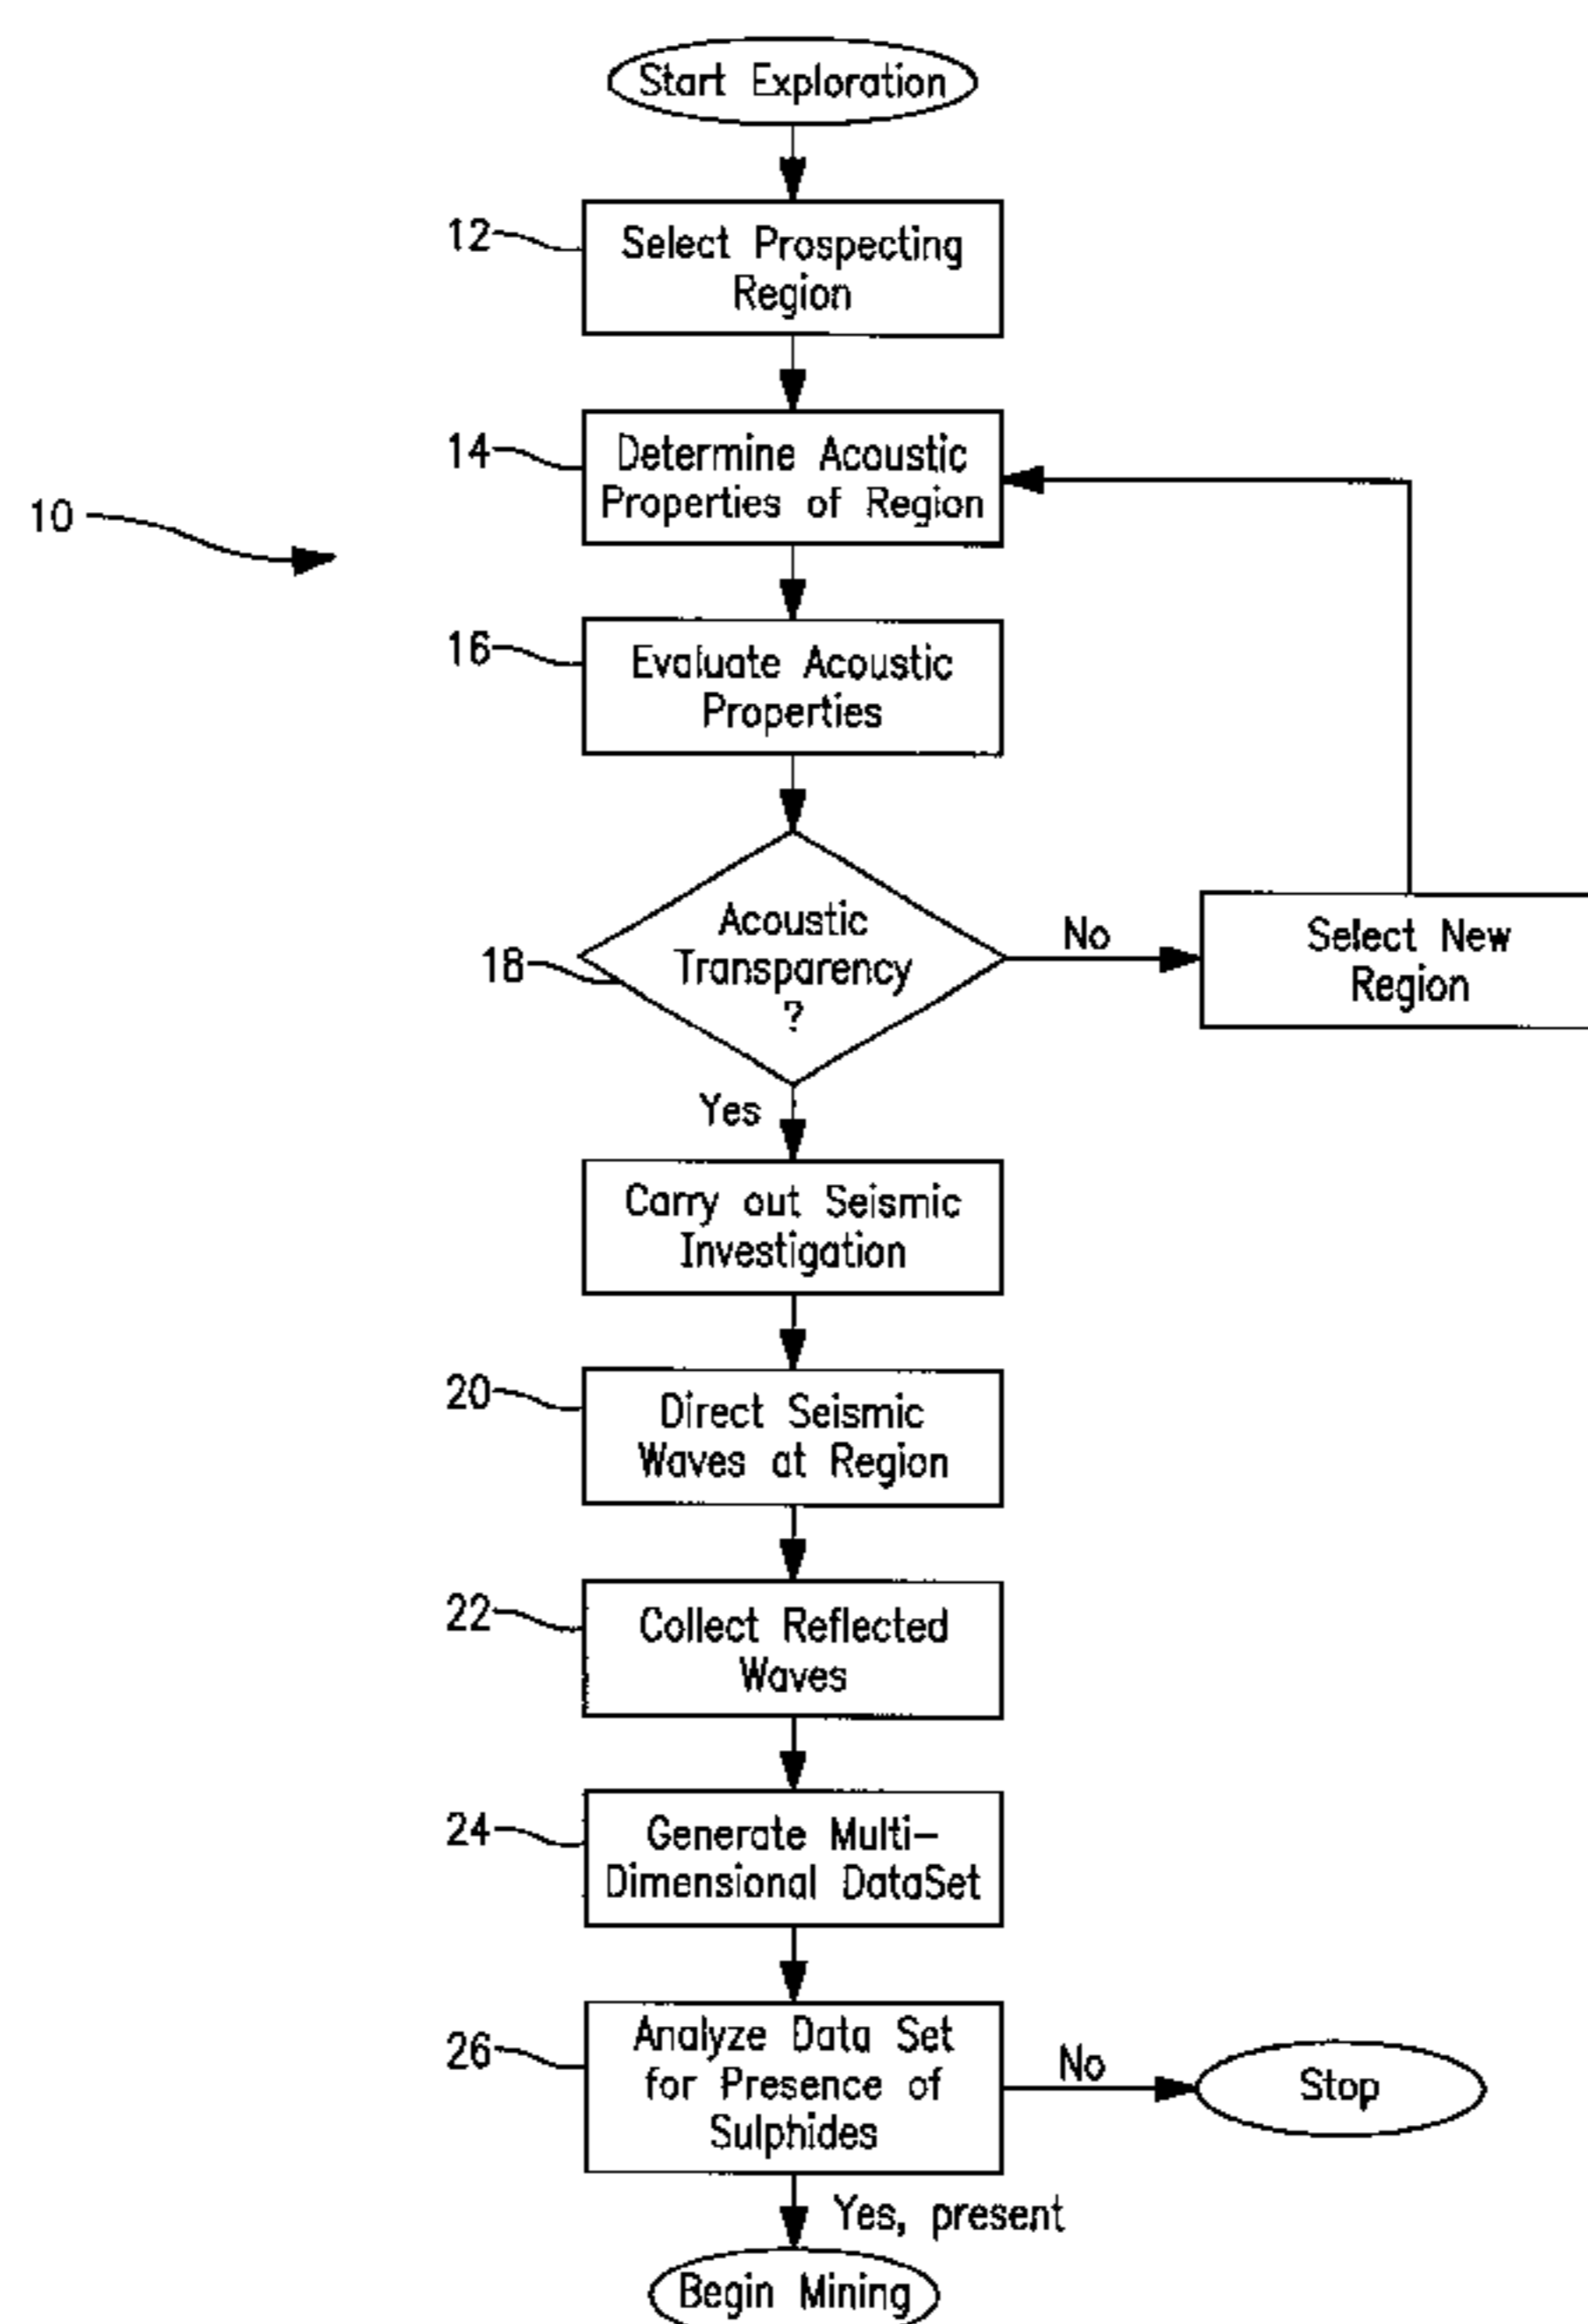 Start Exploration
12
Select Prospecting
Region
14
Determine Acoustic
Properties of Region
10
16
Evaluate Acoustic
Properties
18
Acoustic
Transparency
?
No
Select New
Region
Yes
Carry out Seismic
Investigation
20
Direct Seismic
Waves at Region
22
Collect Reflected
Waves
24
Generate Multi-
Dimensional DataSet
26
Analyze Data Set
for Presence of
Sulphides
No
Stop
Yes, present
Begin Mining